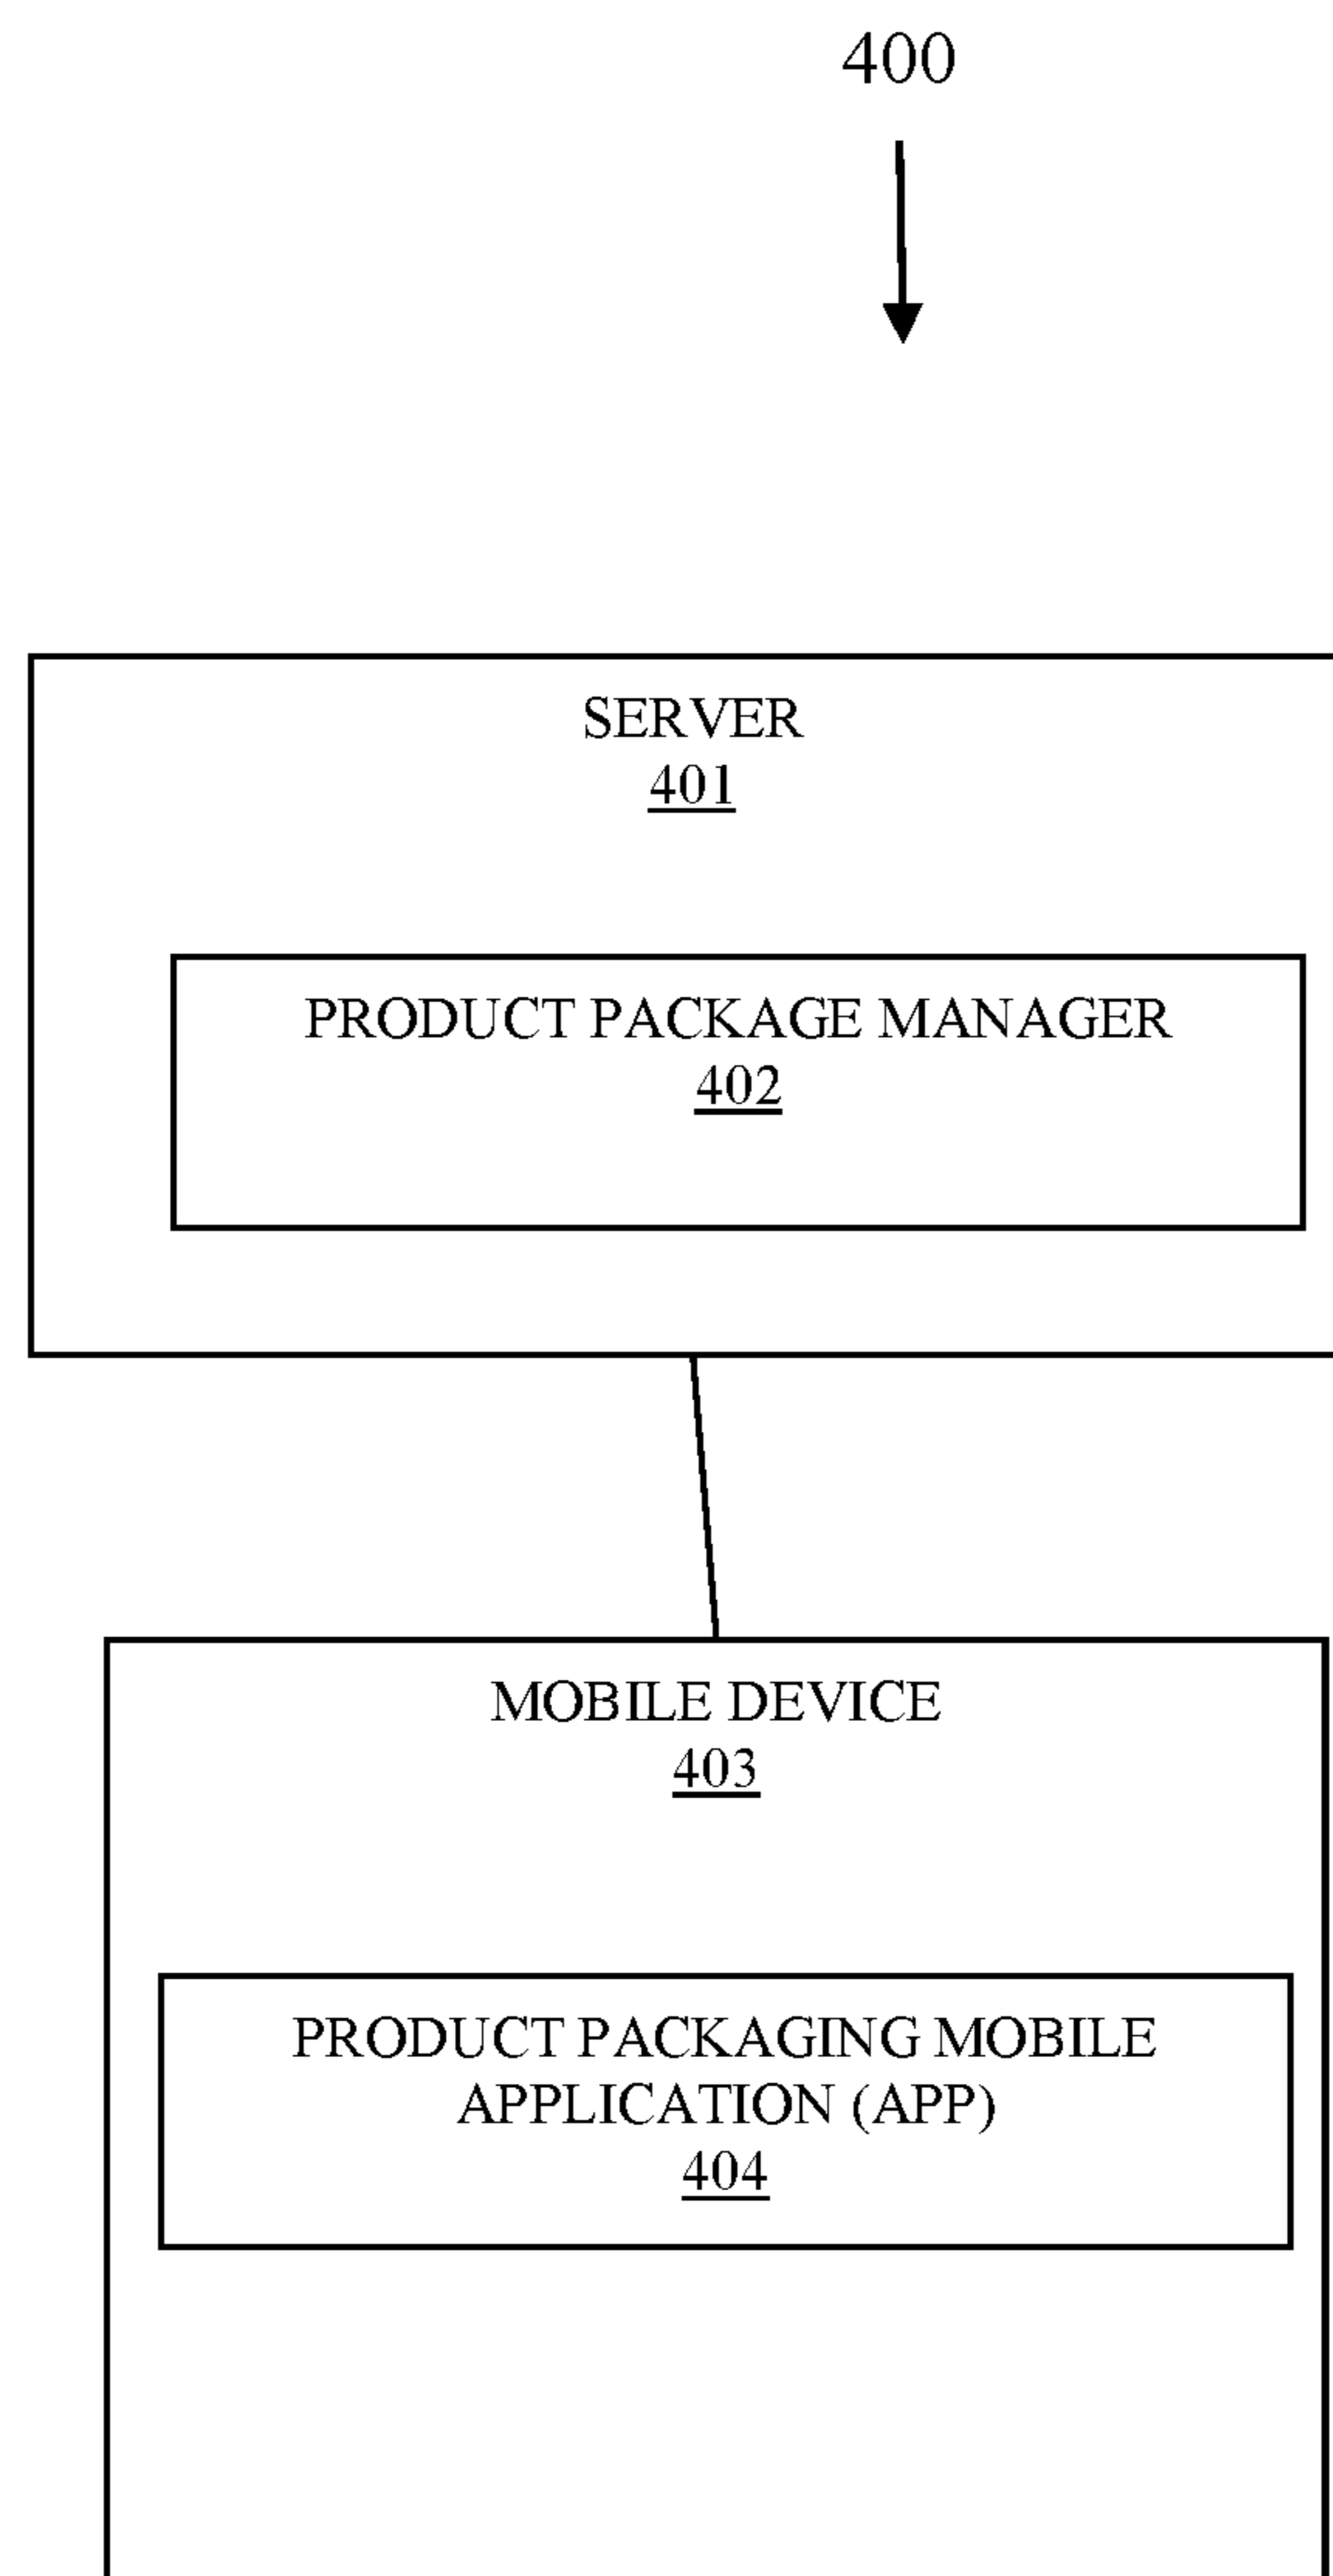 400
SERVER
401
PRODUCT PACKAGE MANAGER
402
MOBILE DEVICE
403
PRODUCT PACKAGING MOBILE
APPLICATION (APP)
404